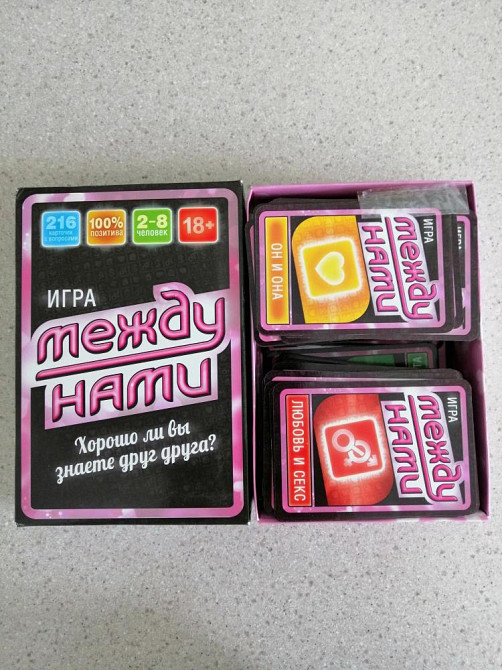 216
карточек
с вопросами
100%
позитива
2-8
человек
18+
ИГРА
между
нами
Хорошо ли вы
знаете друг друга?
ОН И ОНА
ИГРА
между
нами
ЛЮБОВЬ И СЕКС
ИГРА
между
нами